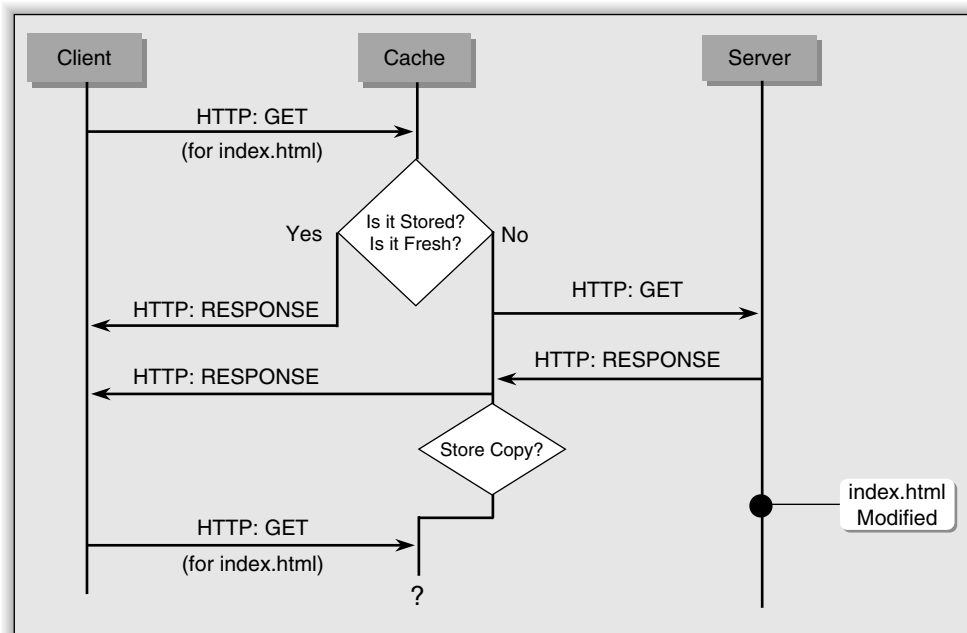 Client
Cache
Server
HTTP: GET
(for index.html)
Is it Stored?
Is it Fresh?
Yes
No
HTTP: GET
HTTP: RESPONSE
HTTP: RESPONSE
HTTP: RESPONSE
Store Copy?
index.html
Modified
HTTP: GET
(for index.html)
?